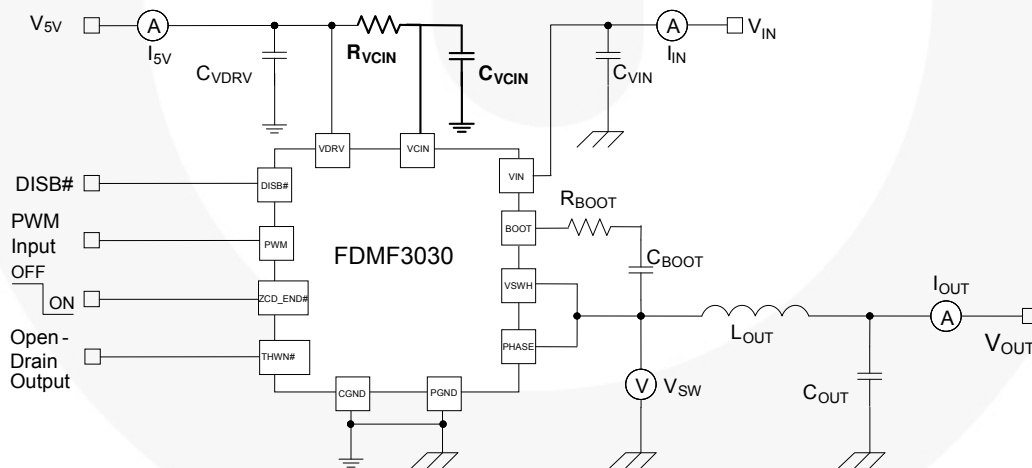 V5V
A
I5V
RVCIN
CVCIN
CVDRV
CVIN
A
IIN
VIN
VDRV
VCIN
DISB#
DISB#
VIN
PWM
Input
PWM
FDMF3030
BOOT
RBOOT
CBOOT
OFF
ON
ZCD_END#
VSWH
Open-
Drain
Output
THWN#
PHASE
LOUT
IOUT
A
VOUT
CGND
PGND
V
VSW
COUT